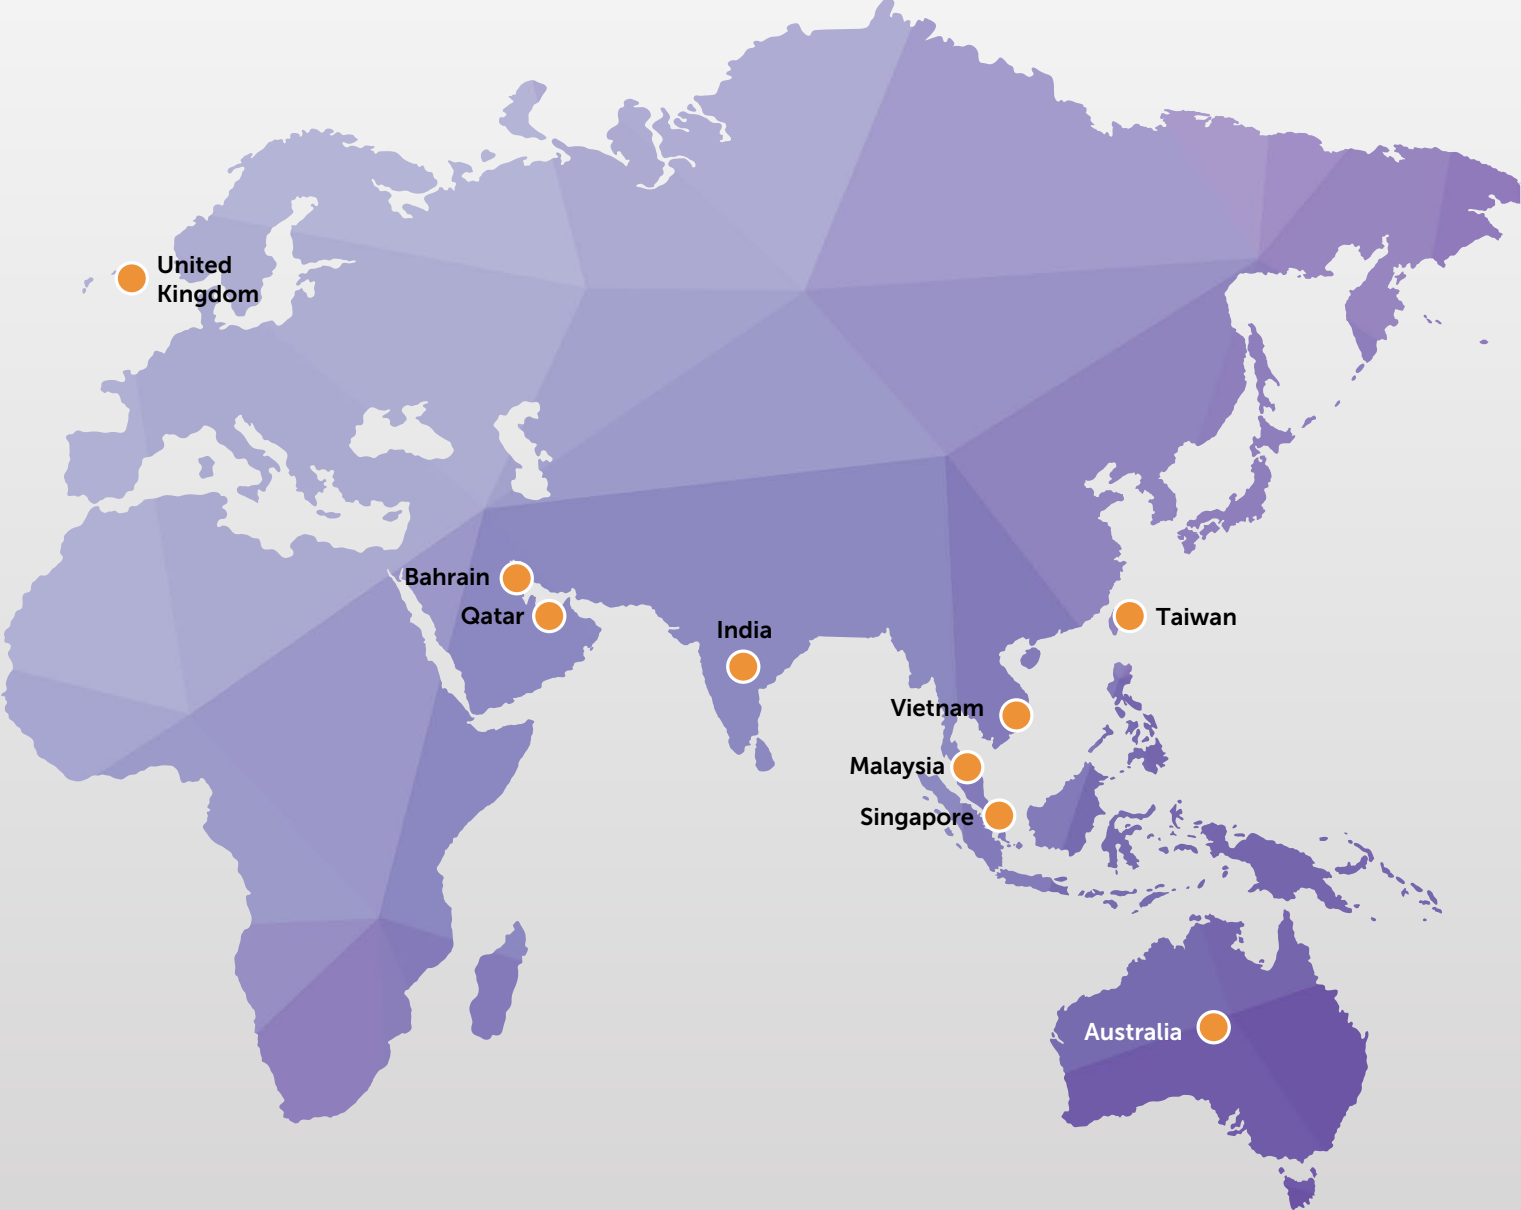 United
Kingdom
Bahrain
Qatar
India
Taiwan
Vietnam
Malaysia
Singapore
Australia